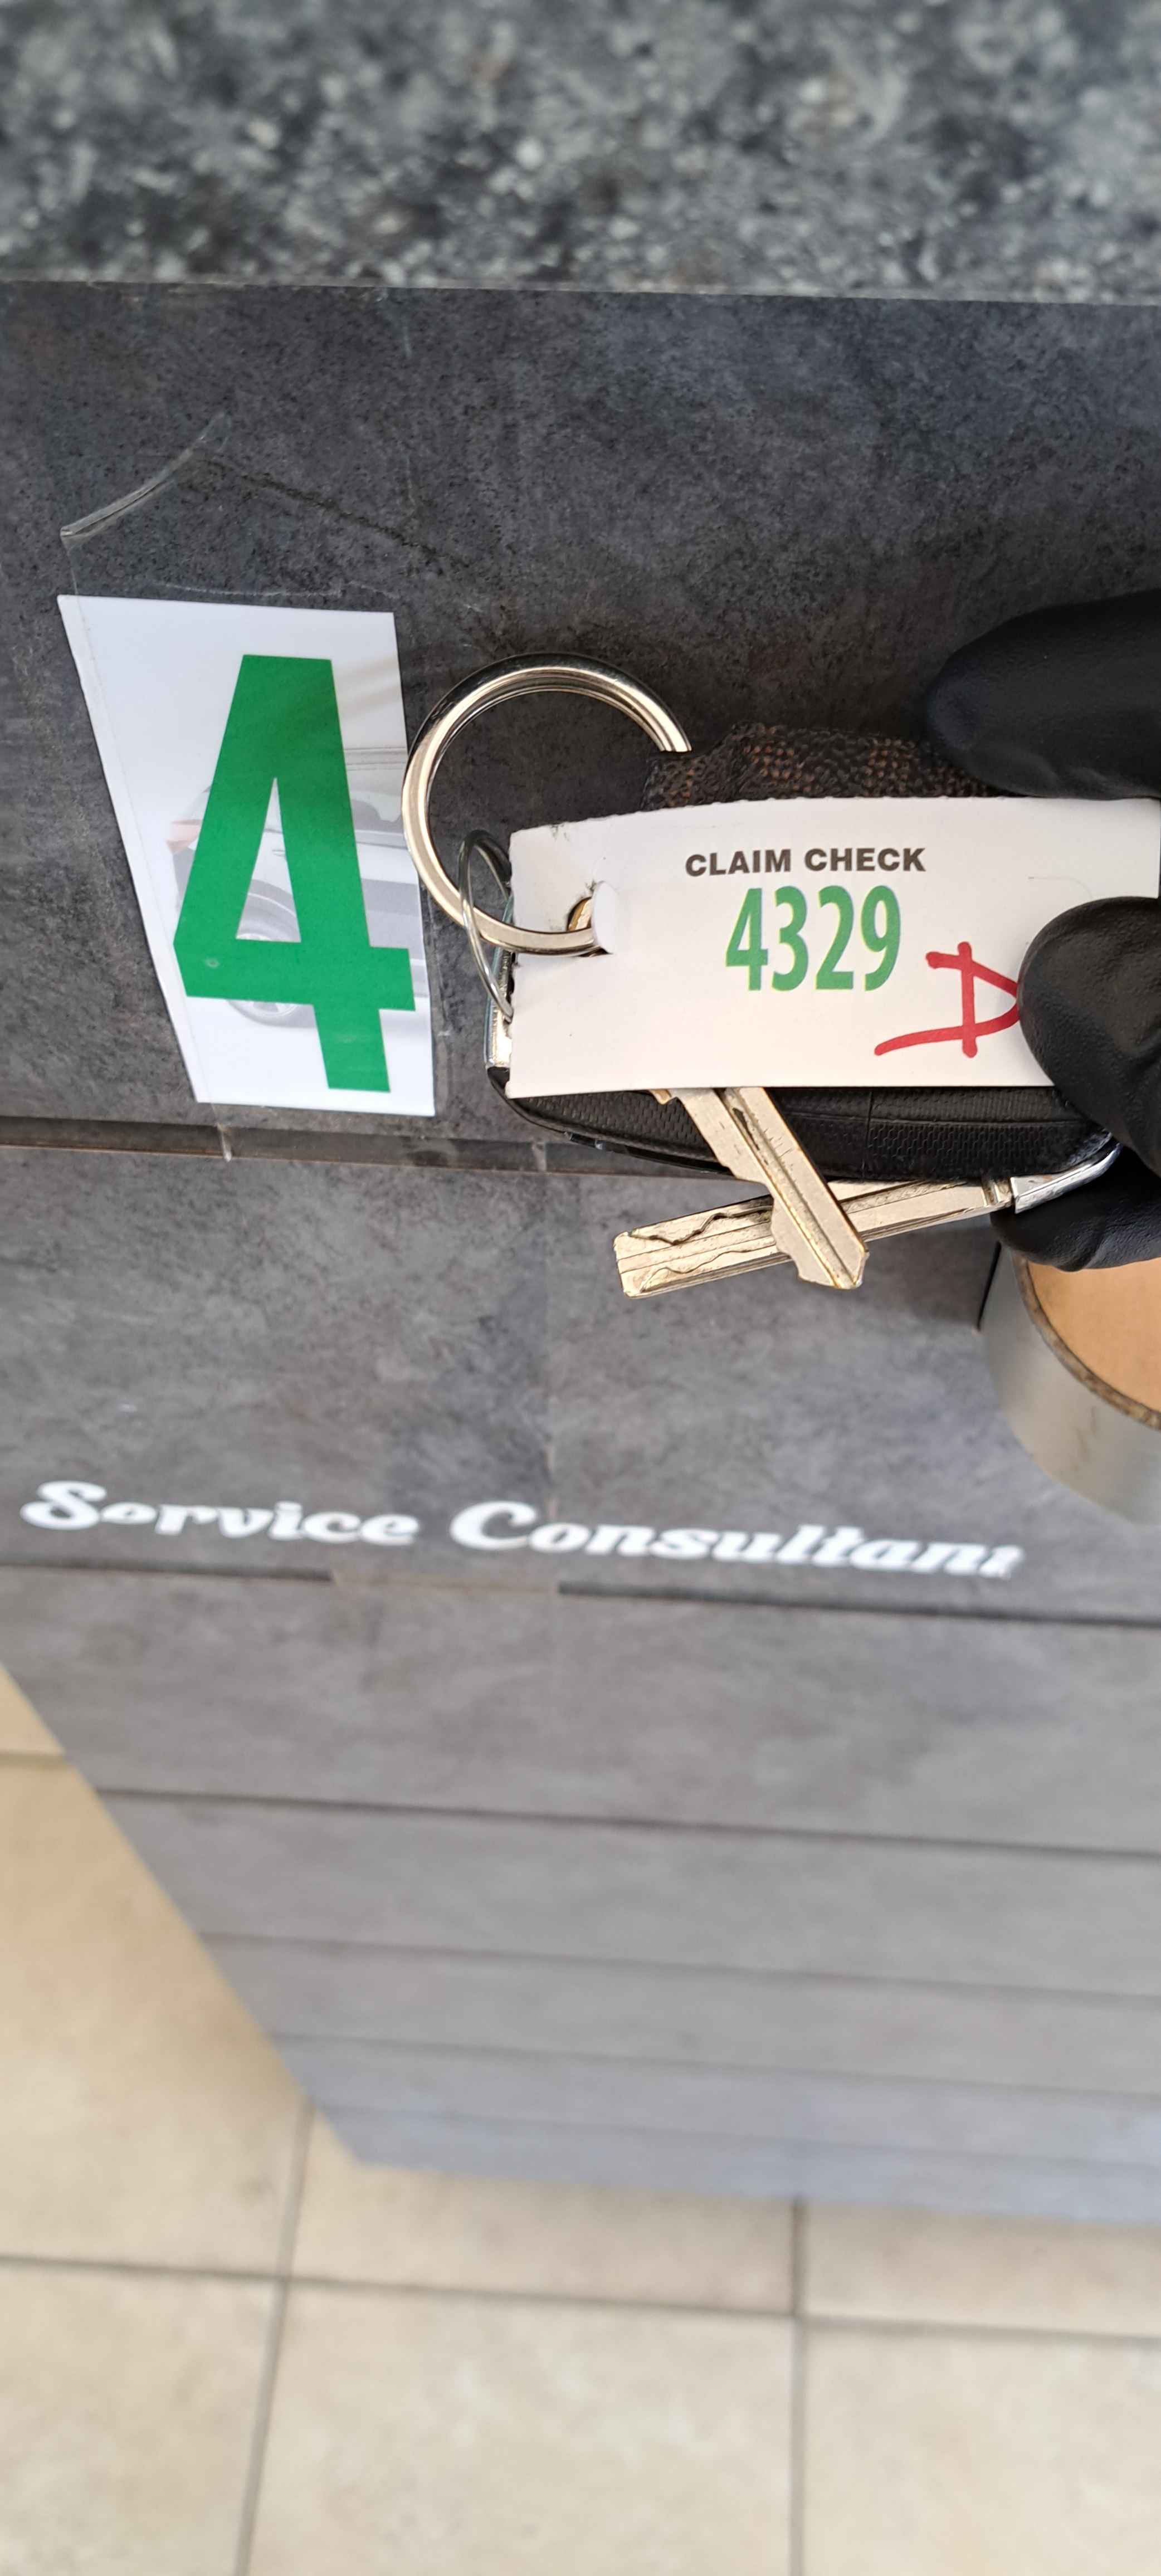 4
CLAIM CHECK
4329
A
Service Consultant